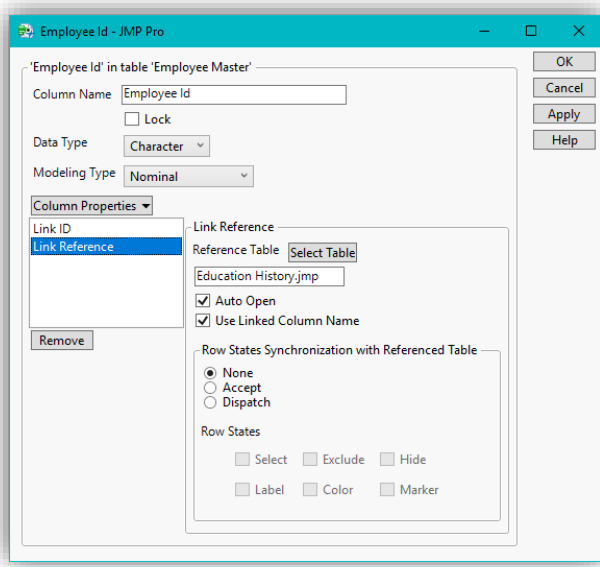 Employee Id - JMP Pro
'Employee Id' in table 'Employee Master'
OK
Column Name Employee Id
Cancel
Lock
Apply
Data Type Character
Help
Modeling Type Nominal
Column Properties
Link ID
Link Reference
Remove
Link Reference
Reference Table Select Table
Education History.jmp
Auto Open
Use Linked Column Name
Row States Synchronization with Referenced Table
None
Accept
Dispatch
Row States
Select Exclude Hide
Label Color Marker